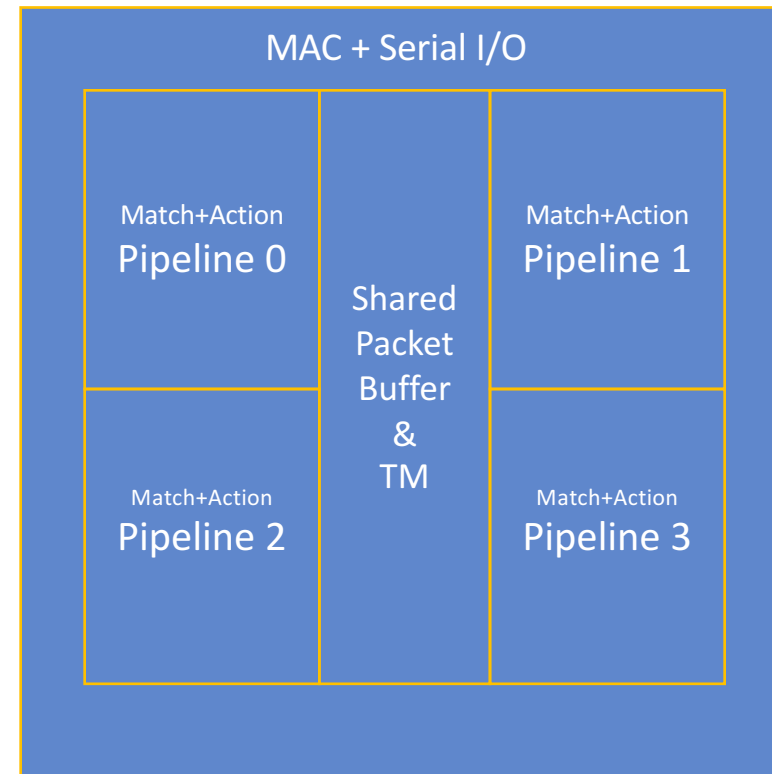 MAC + Serial I/O
Match+Action
Pipeline 0
Match+Action
Pipeline 1
Shared
Packet
Buffer
&
TM
Match+Action
Pipeline 2
Match+Action
Pipeline 3